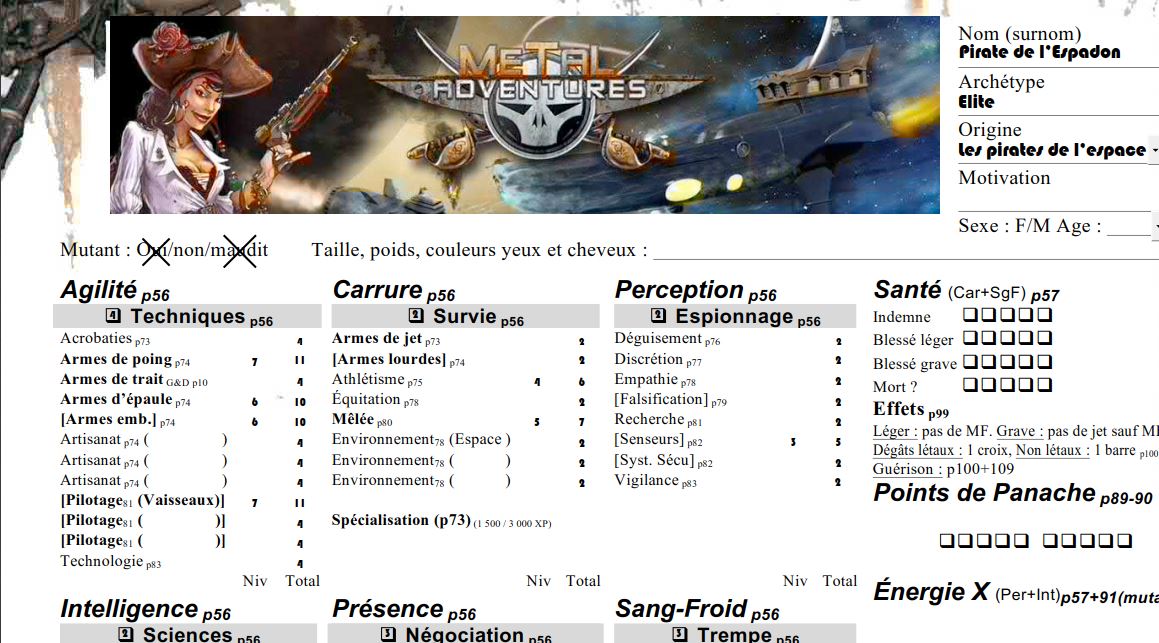 METAL
ADVENTURES
Nom (surnom)
Pirate de l'Espadon
Archétype
Elite
Origine
Les pirates de l'espace
Motivation
Sexe : F/M Age : ____
Mutant : Oui/non/maudit Taille, poids, couleurs yeux et cheveux :
Agilité p56
4 Techniques p56
Acrobaties p73 4
Armes de poing p74 7 11
Armes de trait G&D p10 4
Armes d'épaule p74 6 10
[Armes emb.] p74 6 10
Artisanat p74 ( ) 4
Artisanat p74 ( ) 4
Artisanat p74 ( ) 4
[Pilotage81 (Vaisseaux)] 7 11
[Pilotage81 ( )] 4
[Pilotage81 ( )] 4
Technologie p83 4
Niv Total
Carrure p56
2 Survie p56
Armes de jet p73 2
[Armes lourdes] p74 2
Athlétisme p75 4 6
Équitation p78 2
Mêlée p80 5 7
Environnement78 (Espace ) 2
Environnement78 ( ) 2
Environnement78 ( ) 2
Spécialisation (p73) (1 500 / 3 000 XP)
Niv Total
Perception p56
2 Espionnage p56
Déguisement p76 2
Discrétion p77 2
Empathie p78 2
[Falsification] p79 2
Recherche p81 2
[Senseurs] p82 3 5
[Syst. Sécu] p82 2
Vigilance p83 2
Niv Total
Santé (Car+SgF) p57
Indemne ❑❑❑❑❑
Blessé léger ❑❑❑❑❑
Blessé grave ❑❑❑❑❑
Mort ? ❑❑❑❑❑
Effets p99
Léger : pas de MF. Grave : pas de jet sauf
Dégâts létaux : 1 croix, Non létaux : 1 barre p100
Guérison : p100+109
Points de Panache p89-90
❑❑❑❑❑ ❑❑❑❑❑
Énergie X (Per+Int)p57+91(muta
Intelligence p56
2 Sciences p56
Présence p56
3 Négociation p56
Sang-Froid p56
3 Trempe p56